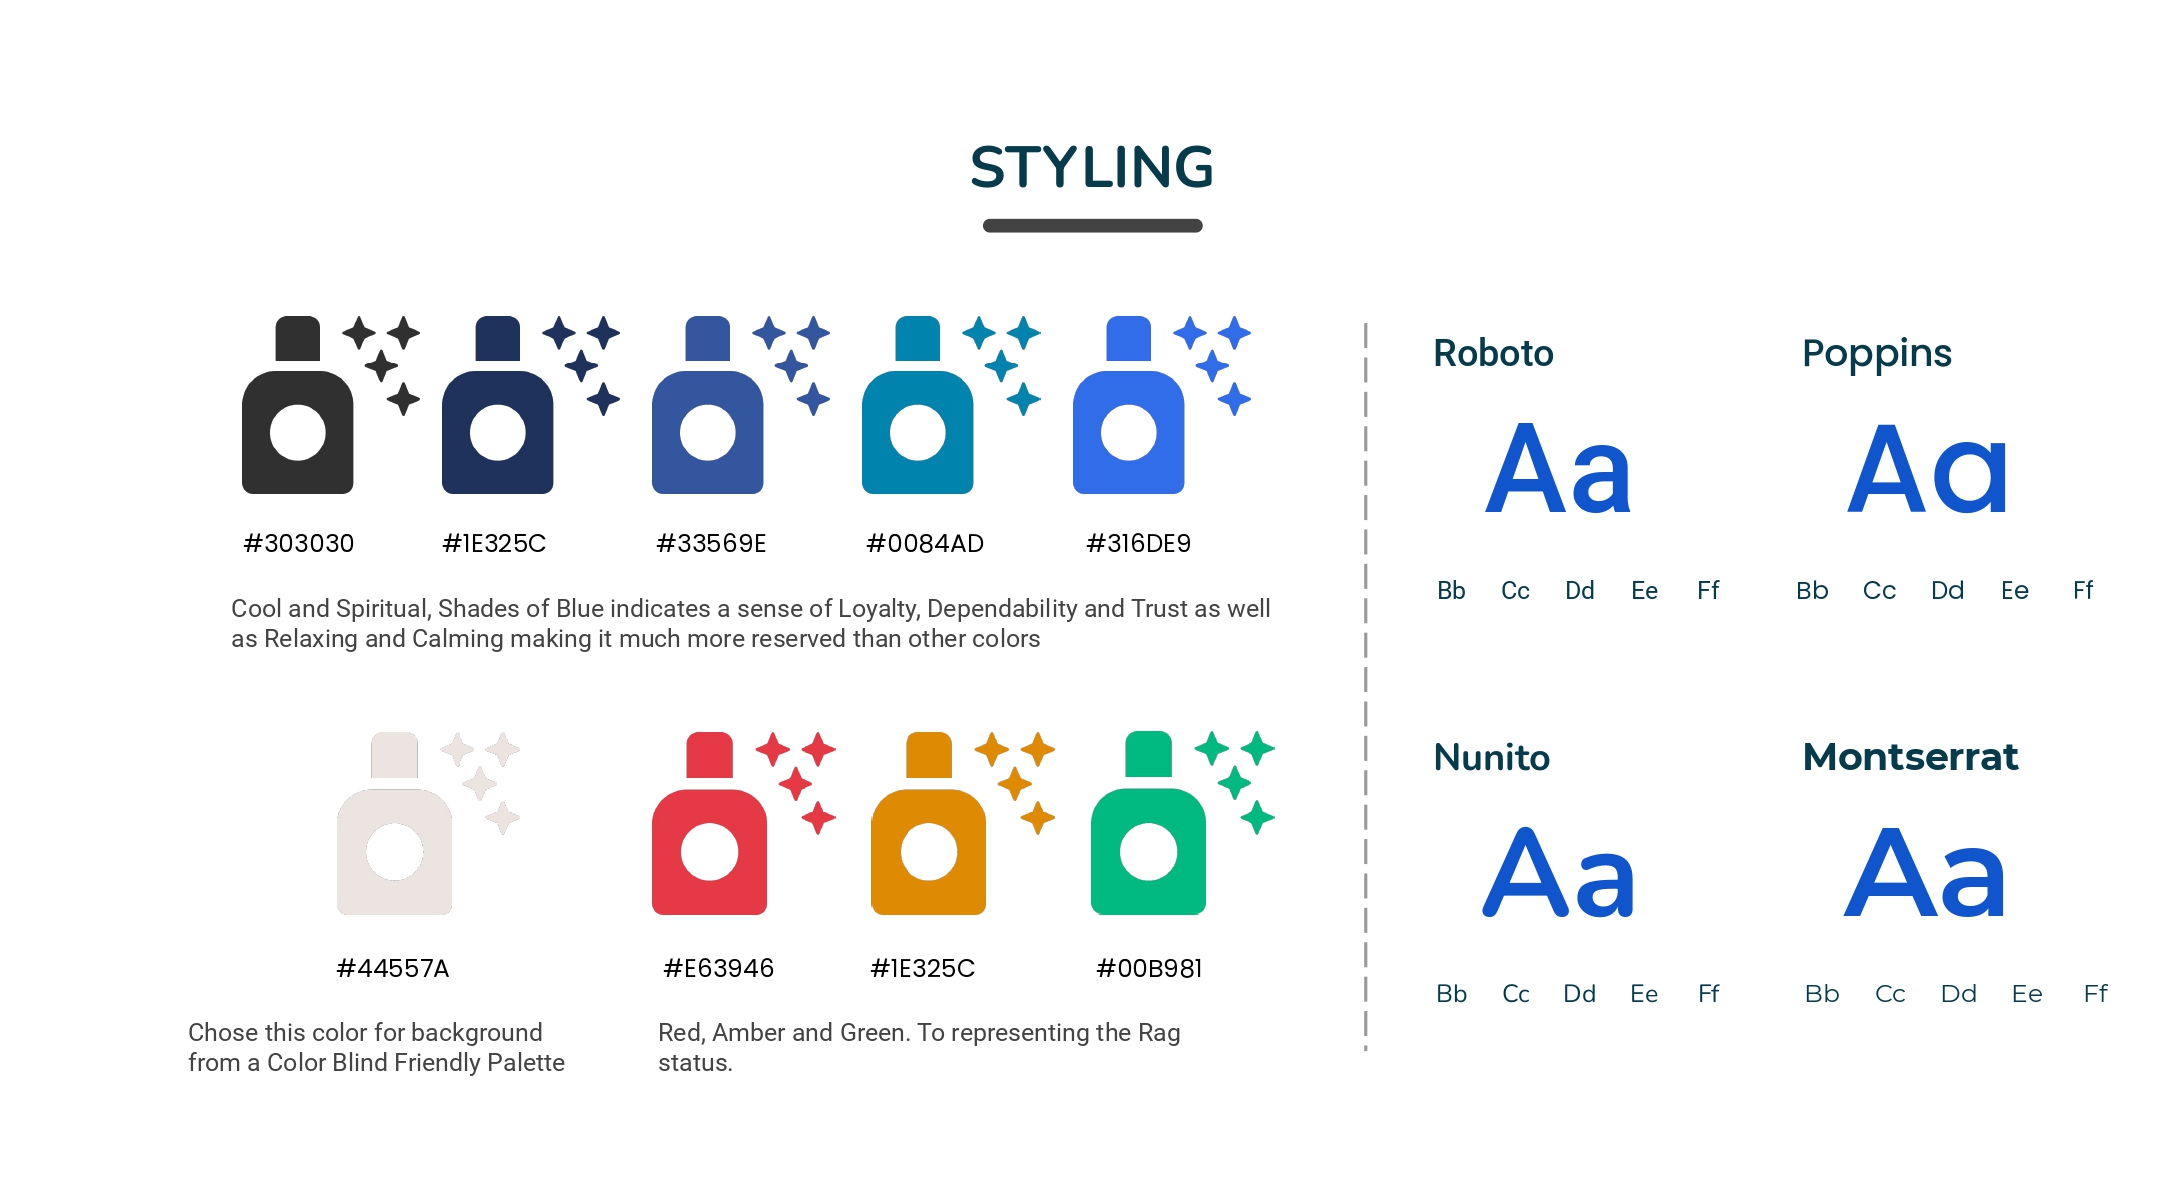 STYLING
#303030
#1E325C
#33569E
#0084AD
#316DE9
Cool and Spiritual, Shades of Blue indicates a sense of Loyalty, Dependability and Trust as well
as Relaxing and Calming making it much more reserved than other colors
#44557A
#E63946
#1E325C
#00B981
Chose this color for background
from a Color Blind Friendly Palette
Red, Amber and Green. To representing the Rag
status.
Roboto
Aa
Bb Cc Dd Ee Ff
Poppins
Aa
Bb Cc Dd Ee Ff
Nunito
Aa
Bb Cc Dd Ee Ff
Montserrat
Aa
Bb Cc Dd Ee Ff